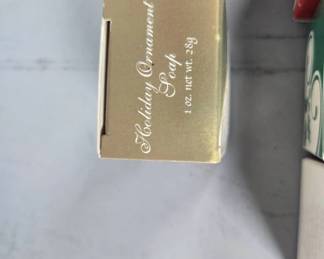 Holiday Ornament
Soap
1 oz. net wt. 28g